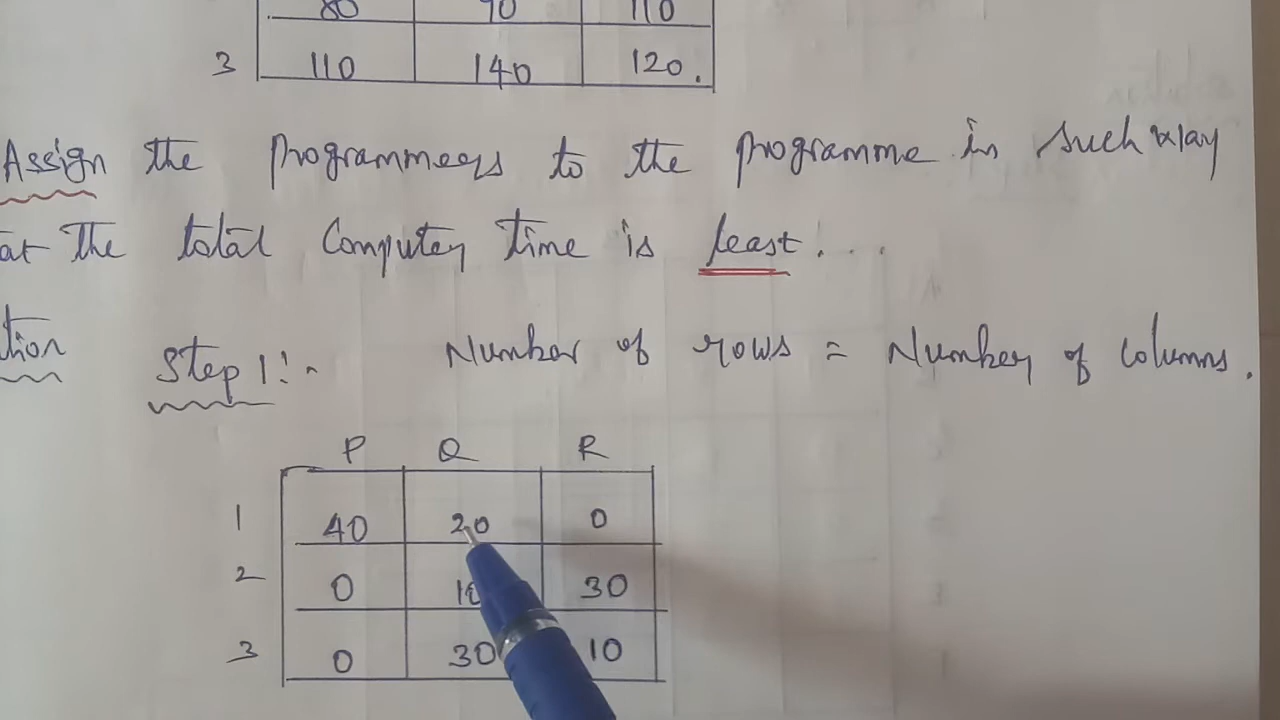 80 90 110
3 110 140 120.
Assign the programmers to the programme in such way
at the total Computer time is least!...
tion Step 1:- Number of rows = Number of columns.
P Q R
1 40 20 0
2 0 10 30
3 0 30 10